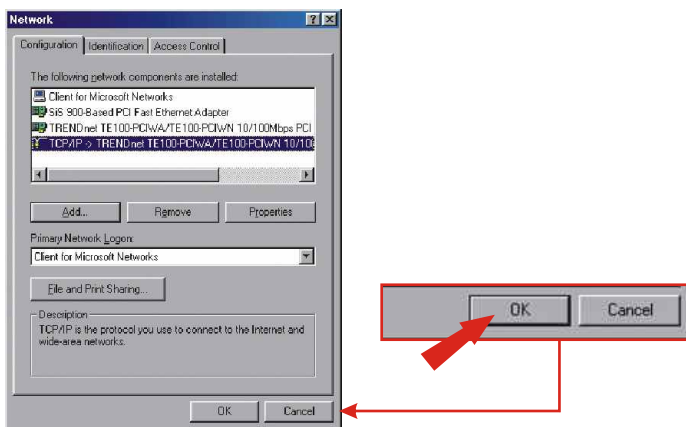 Network
Configuration Identification Access Control
The following network components are installed:
Client for Microsoft Networks
SiS 900-Based PCI Fast Ethernet Adapter
TRENDnet TE100-PCIWA/TE100-PCIWN 10/100Mbps PCI
TCP/IP -> TRENDnet TE100-PCIWA/TE100-PCIWN 10/100
Add... Remove Properties
Primary Network Logon:
Client for Microsoft Networks
File and Print Sharing...
Description
TCP/IP is the protocol you use to connect to the Internet and
wide-area networks.
OK Cancel
OK Cancel